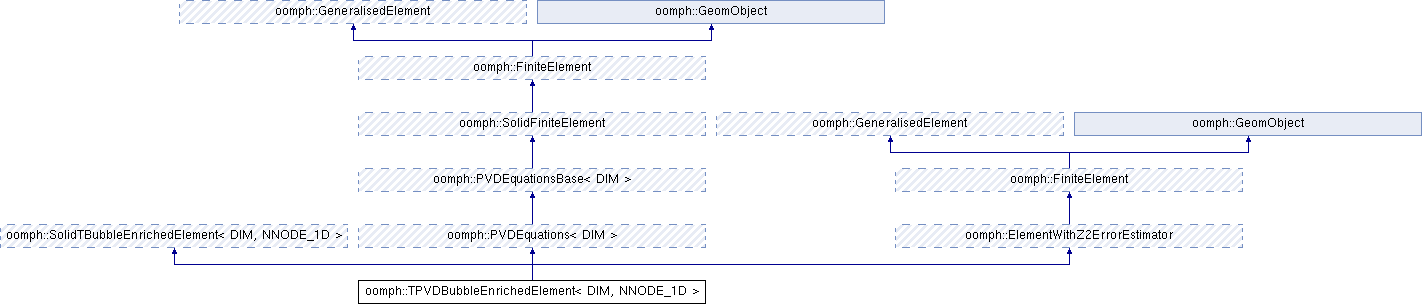 oomph::GeneralisedElement
oomph::GeomObject
oomph::FiniteElement
oomph::SolidFiniteElement
oomph::GeneralisedElement
oomph::GeomObject
oomph::PVDEquationsBase< DIM >
oomph::FiniteElement
oomph::SolidTBubbleEnrichedElement< DIM, NNODE_1D >
oomph::PVDEquations< DIM >
oomph::ElementWithZ2ErrorEstimator
oomph::TPVDBubbleEnrichedElement< DIM, NNODE_1D >